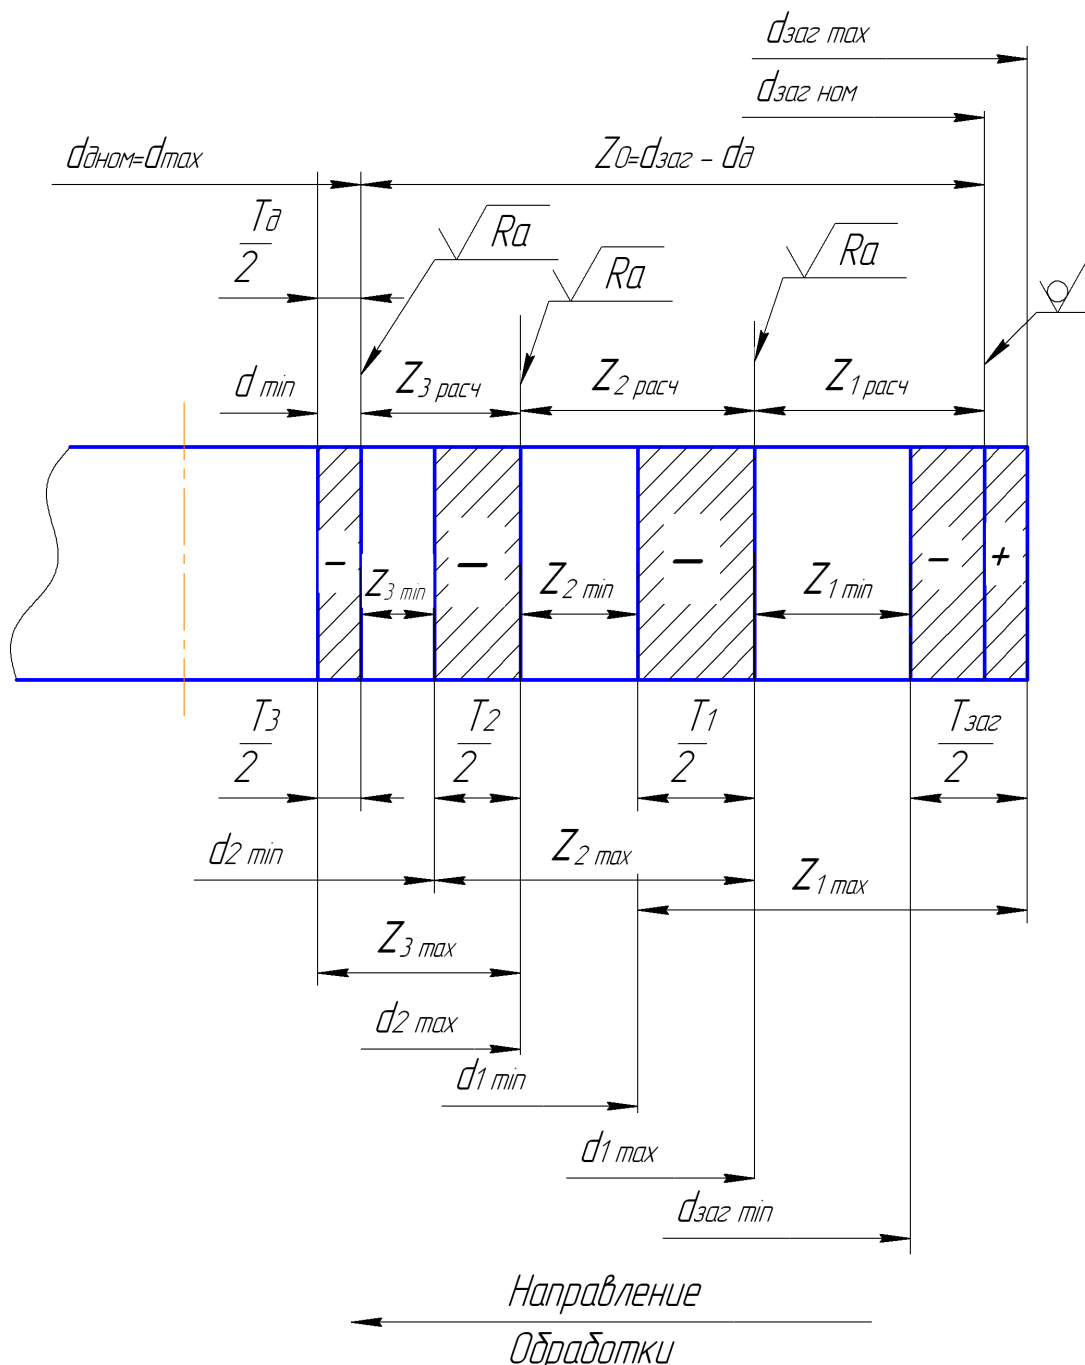 dзаг max
dзаг ном
dдном=dmax
Z0=dзаг - dд
Tд
2
Ra
Ra
Ra
d min
Z3 расч
Z2 расч
Z1 расч
- - - - +
Z3 min
Z2 min
Z1 min
T3
2
T2
2
T1
2
Tзаг
2
d2 min
Z2 max
Z1 max
Z3 max
d2 max
d1 min
d1 max
dзаг min
Направление
Обработки